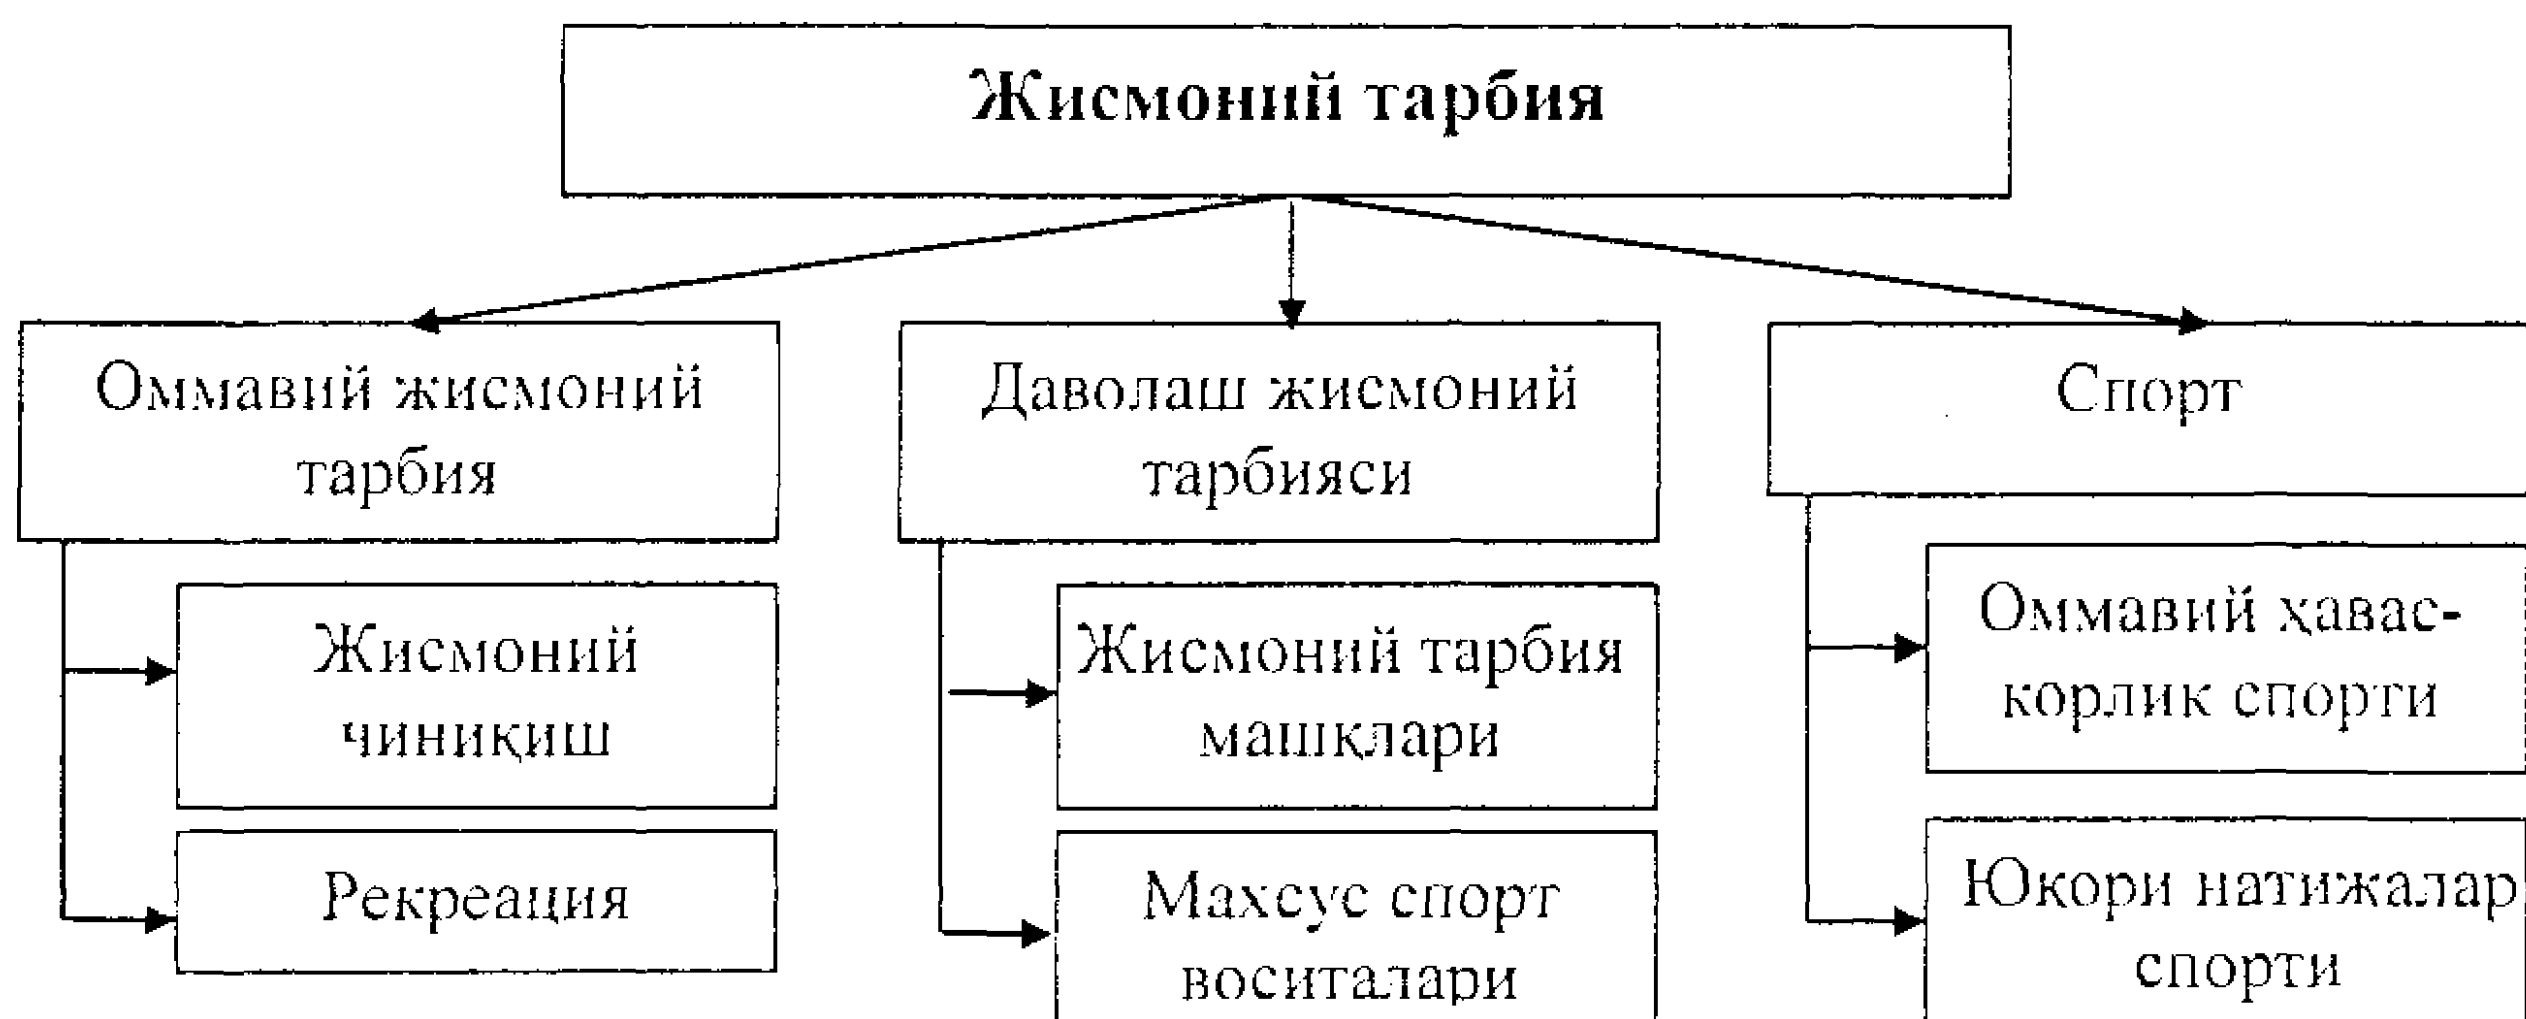 Жисмоний тарбия
Оммавий жисмоний
тарбия
Даволаш жисмоний
тарбияси
Спорт
Жисмоний
чиниқиш
Рекреация
Жисмоний тарбия
машқлари
Махсус спорт
воситалари
Оммавий ҳавас-
корлик спорти
Юкори натижалар
спорти